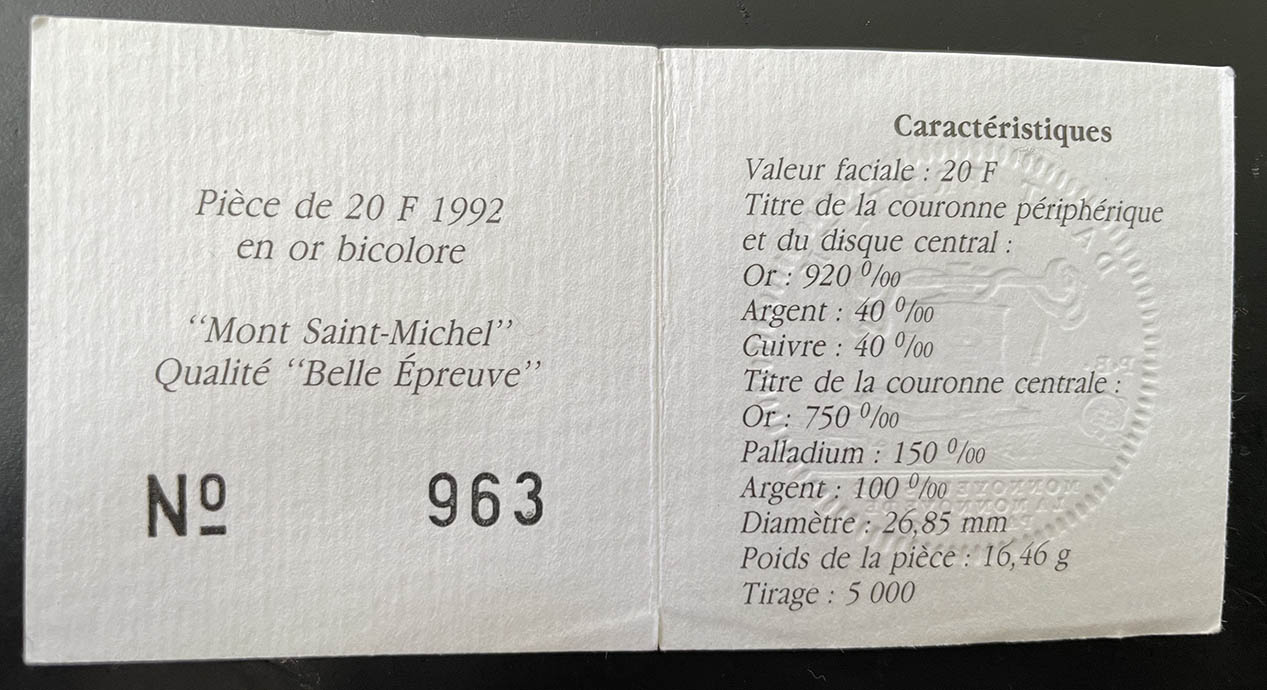 Pièce de 20 F 1992
en or bicolore
“Mont Saint-Michel”
Qualité “Belle Épreuve”
Nº 963
Caractéristiques
Valeur faciale : 20 F
Titre de la couronne périphérique
et du disque central :
Or : 920 ⁰/₀₀
Argent : 40 ⁰/₀₀
Cuivre : 40 ⁰/₀₀
Titre de la couronne centrale :
Or : 750 ⁰/₀₀
Palladium : 150 ⁰/₀₀
Argent : 100 ⁰/₀₀
Diamètre : 26,85 mm
Poids de la pièce : 16,46 g
Tirage : 5 000